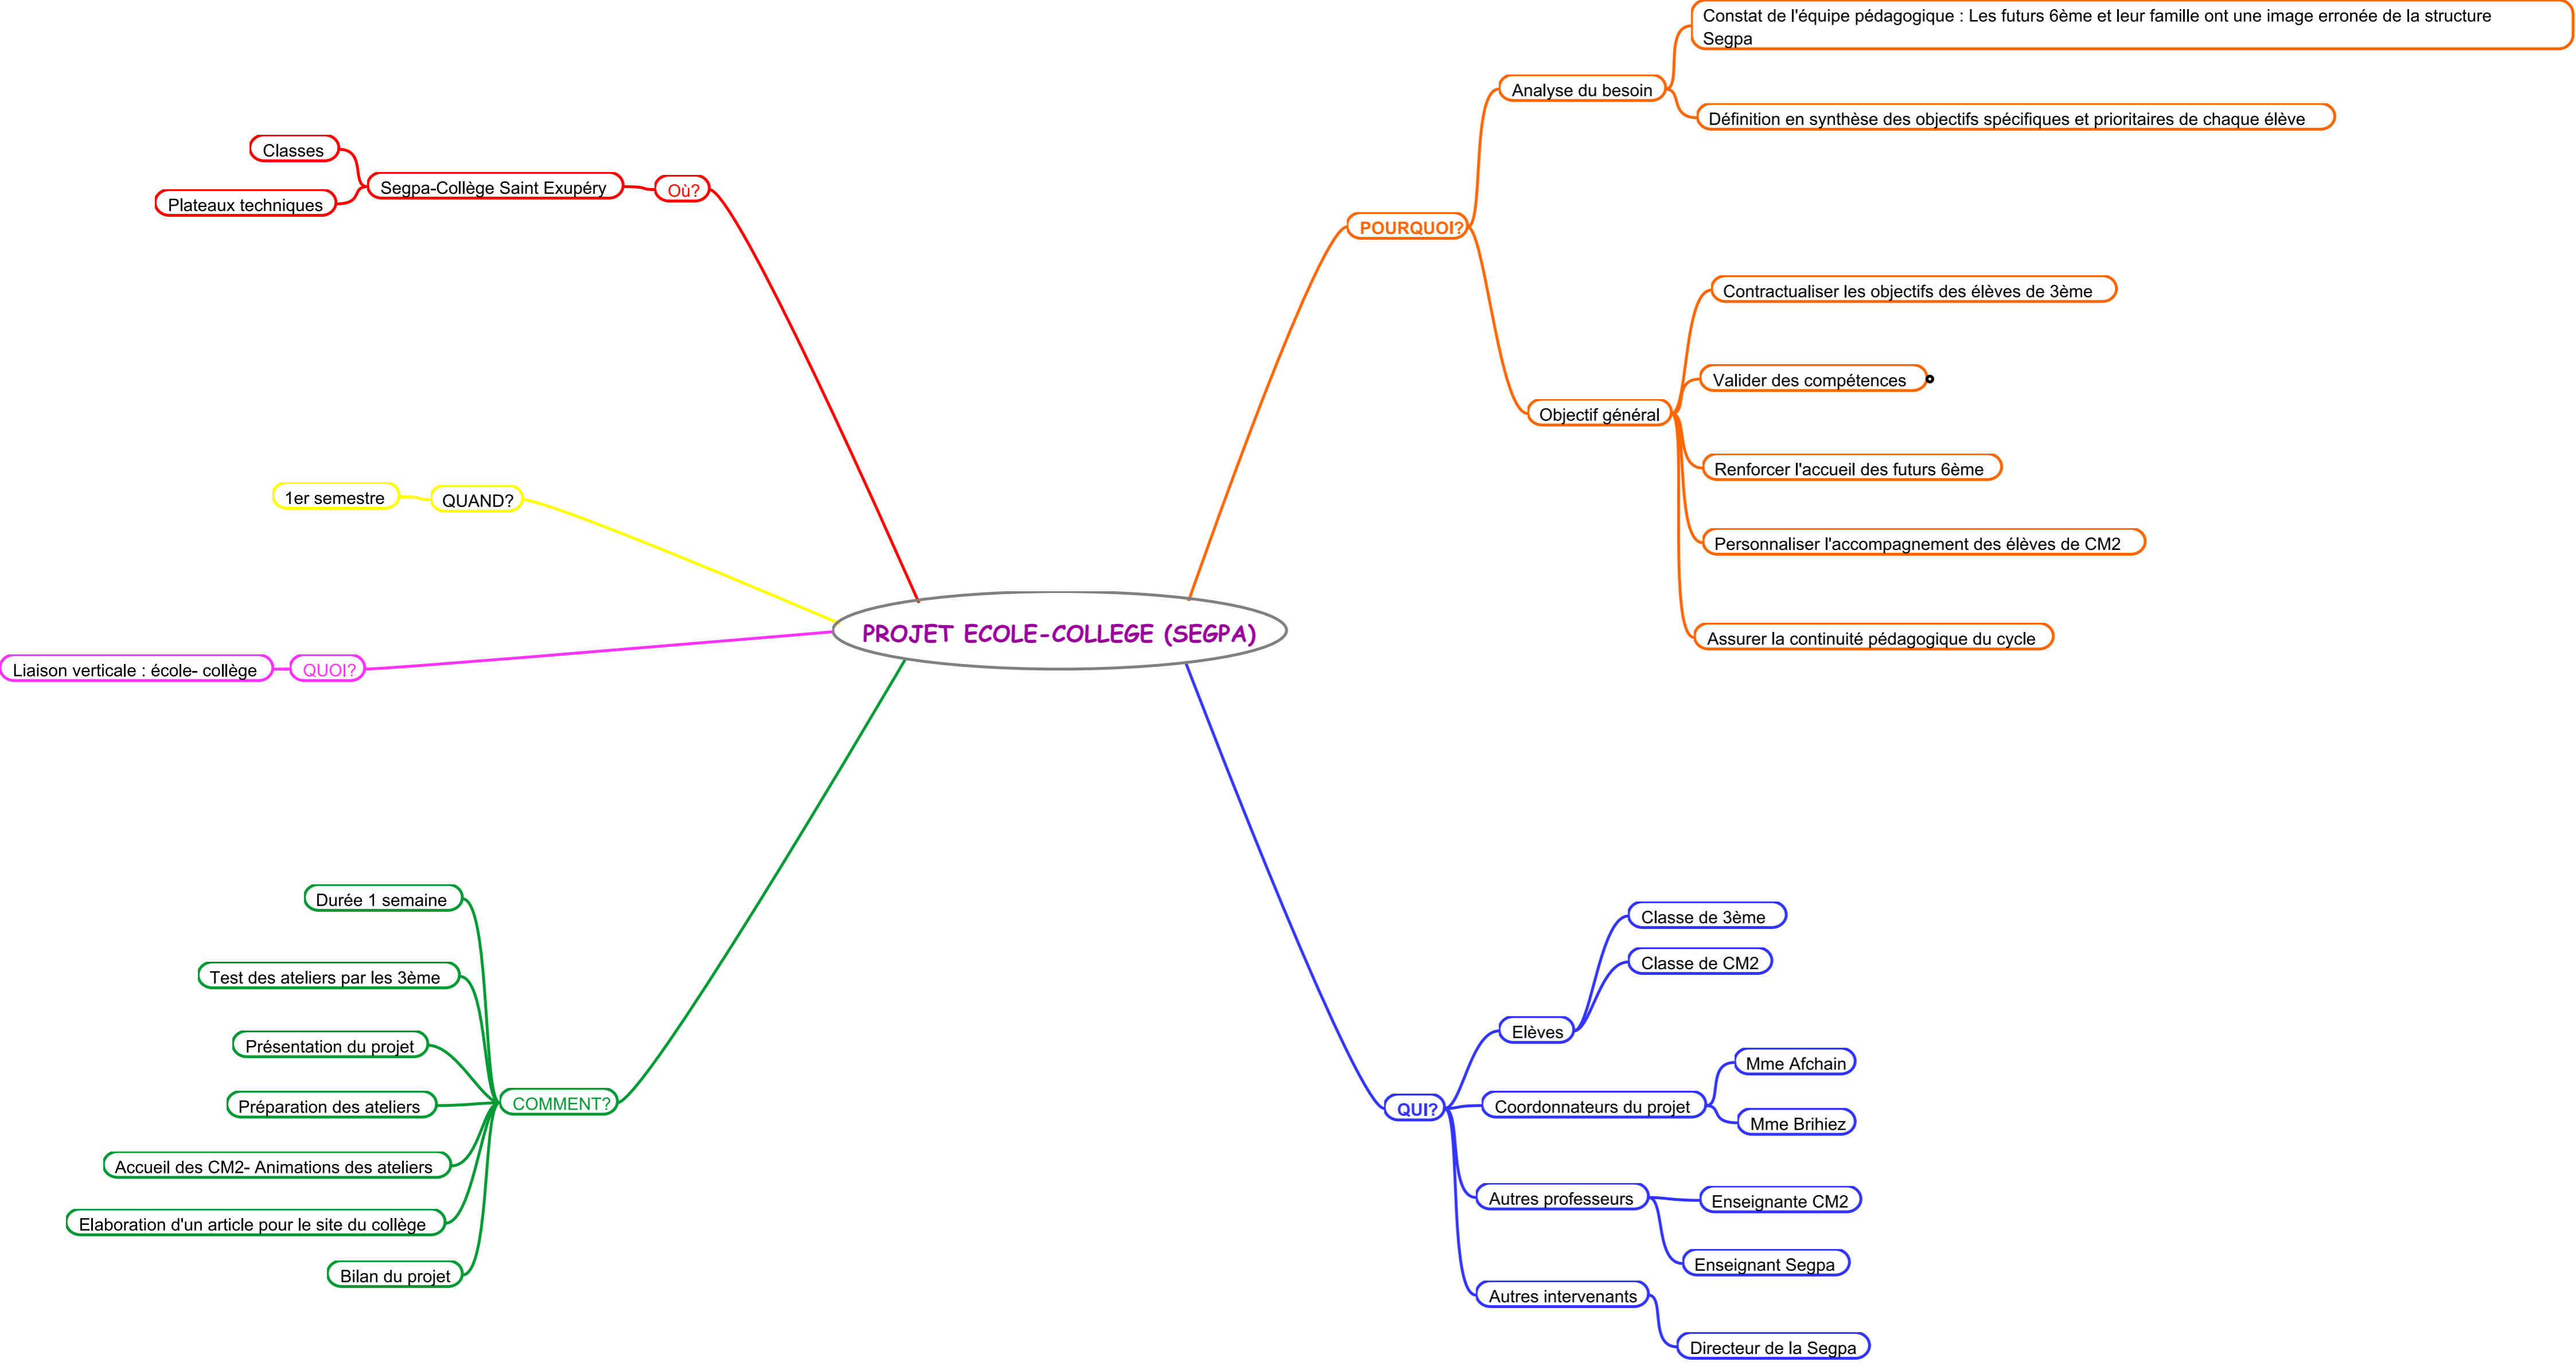 PROJET ECOLE-COLLEGE (SEGPA)
POURQUOI?
Analyse du besoin
Constat de l'équipe pédagogique : Les futurs 6ème et leur famille ont une image erronée de la structure
Segpa
Définition en synthèse des objectifs spécifiques et prioritaires de chaque élève
Objectif général
Contractualiser les objectifs des élèves de 3ème
Valider des compétences
Renforcer l'accueil des futurs 6ème
Personnaliser l'accompagnement des élèves de CM2
Assurer la continuité pédagogique du cycle
QUI?
Elèves
Classe de 3ème
Classe de CM2
Coordonnateurs du projet
Mme Afchain
Mme Brihiez
Autres professeurs
Enseignante CM2
Enseignant Segpa
Autres intervenants
Directeur de la Segpa
Où?
Segpa-Collège Saint Exupéry
Classes
Plateaux techniques
QUAND?
1er semestre
QUOI?
Liaison verticale : école- collège
COMMENT?
Durée 1 semaine
Test des ateliers par les 3ème
Présentation du projet
Préparation des ateliers
Accueil des CM2- Animations des ateliers
Elaboration d'un article pour le site du collège
Bilan du projet